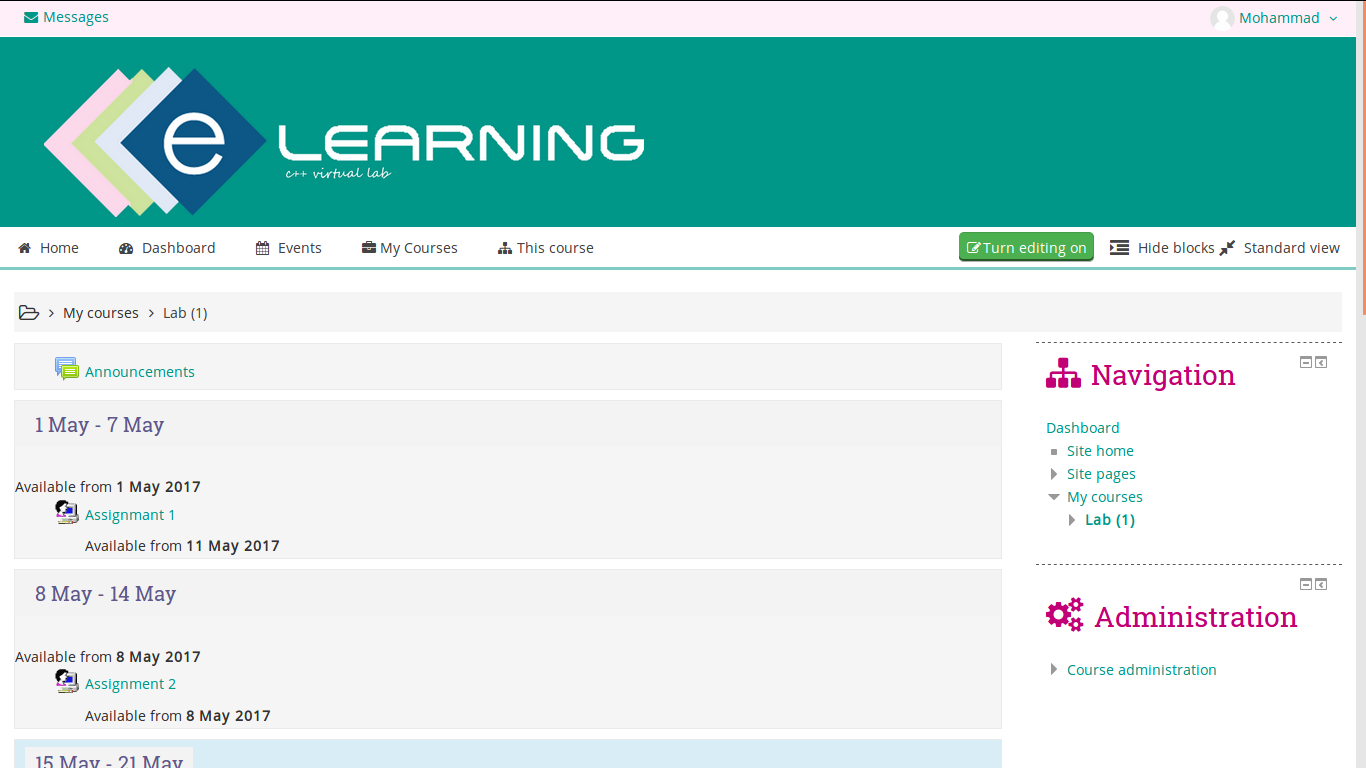 Messages
Mohammad
e LEARNING
c++ virtual lab
Home Dashboard Events My Courses This course Turn editing on Hide blocks Standard view
My courses Lab (1)
Announcements
1 May - 7 May
Available from 1 May 2017
Assignmant 1
Available from 11 May 2017
8 May - 14 May
Available from 8 May 2017
Assignment 2
Available from 8 May 2017
15 May - 21 May
Navigation
Dashboard
Site home
Site pages
My courses
Lab (1)
Administration
Course administration